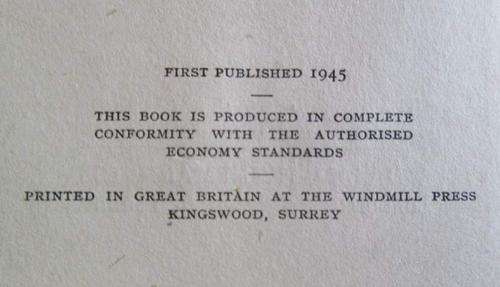 FIRST PUBLISHED 1945
THIS BOOK IS PRODUCED IN COMPLETE
CONFORMITY WITH THE AUTHORISED
ECONOMY STANDARDS
PRINTED IN GREAT BRITAIN AT THE WINDMILL PRESS
KINGSWOOD, SURREY